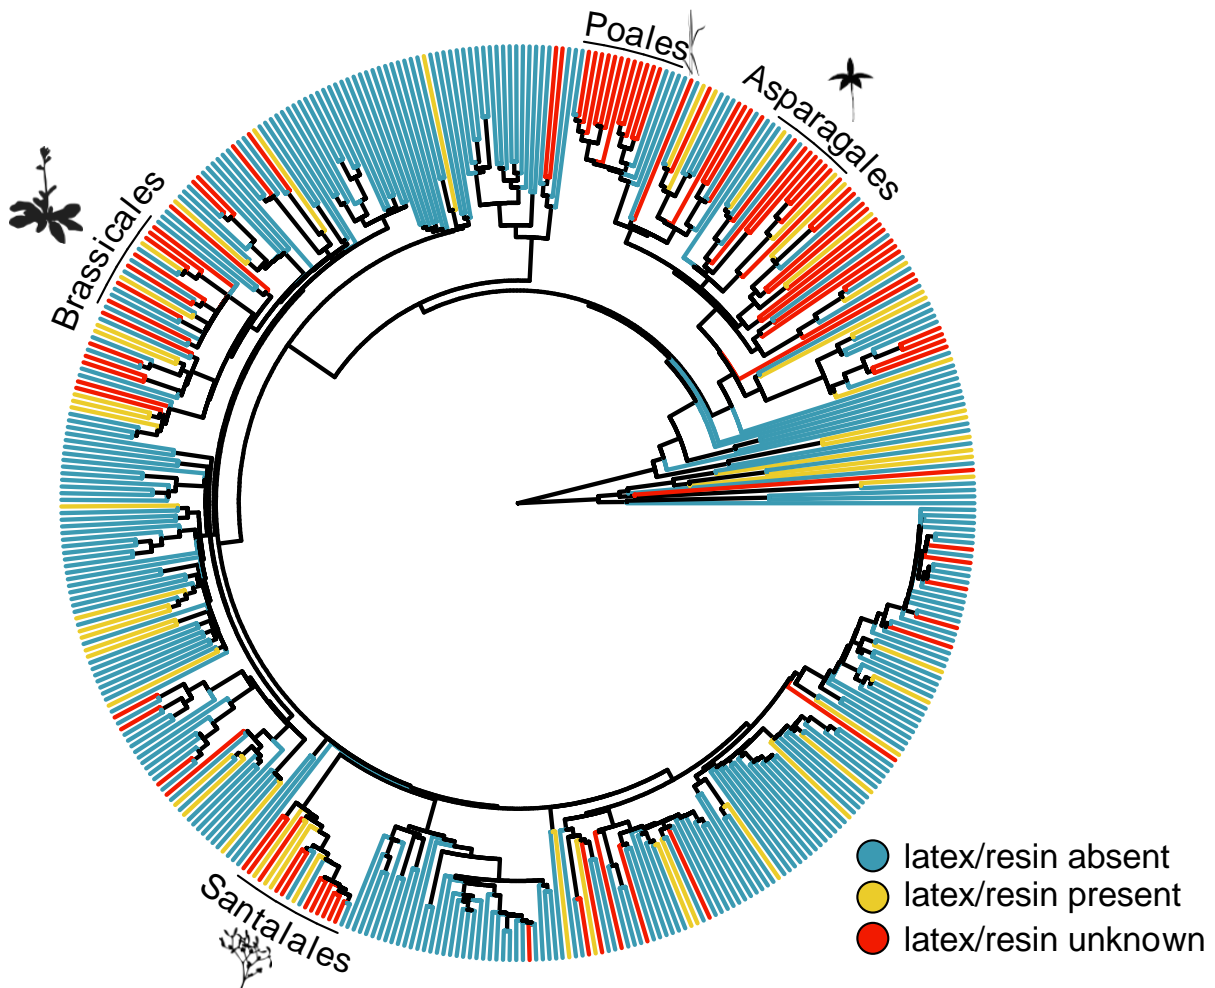 Poales
Asparagales
Brassicales
Santalales
latex/resin absent
latex/resin present
latex/resin unknown